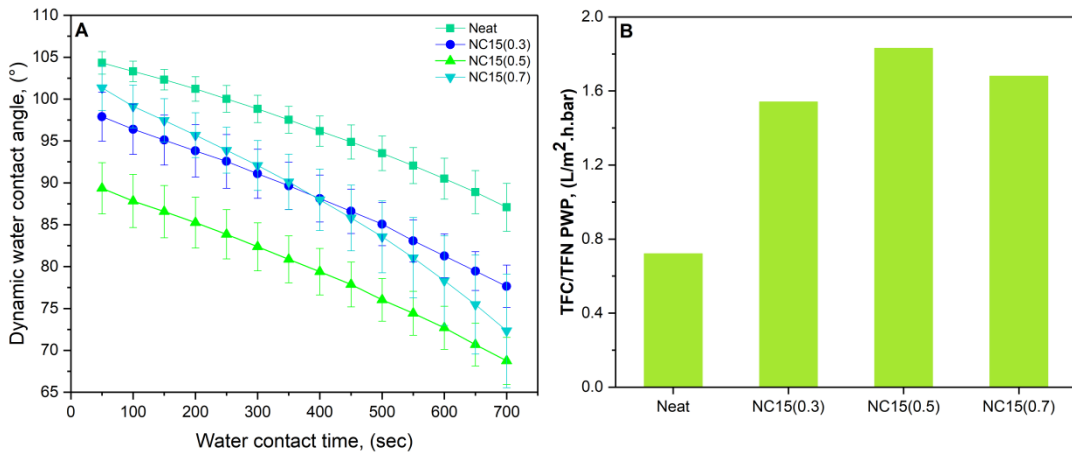 A
Neat
NC15(0.3)
NC15(0.5)
NC15(0.7)
110
105
100
95
90
85
80
75
70
65
Dynamic water contact angle, (°)
0
100
200
300
400
500
600
700
Water contact time, (sec)
B
2.0
1.6
1.2
0.8
0.4
0.0
TFC/TFN PWP, (L/m².h.bar)
Neat
NC15(0.3)
NC15(0.5)
NC15(0.7)